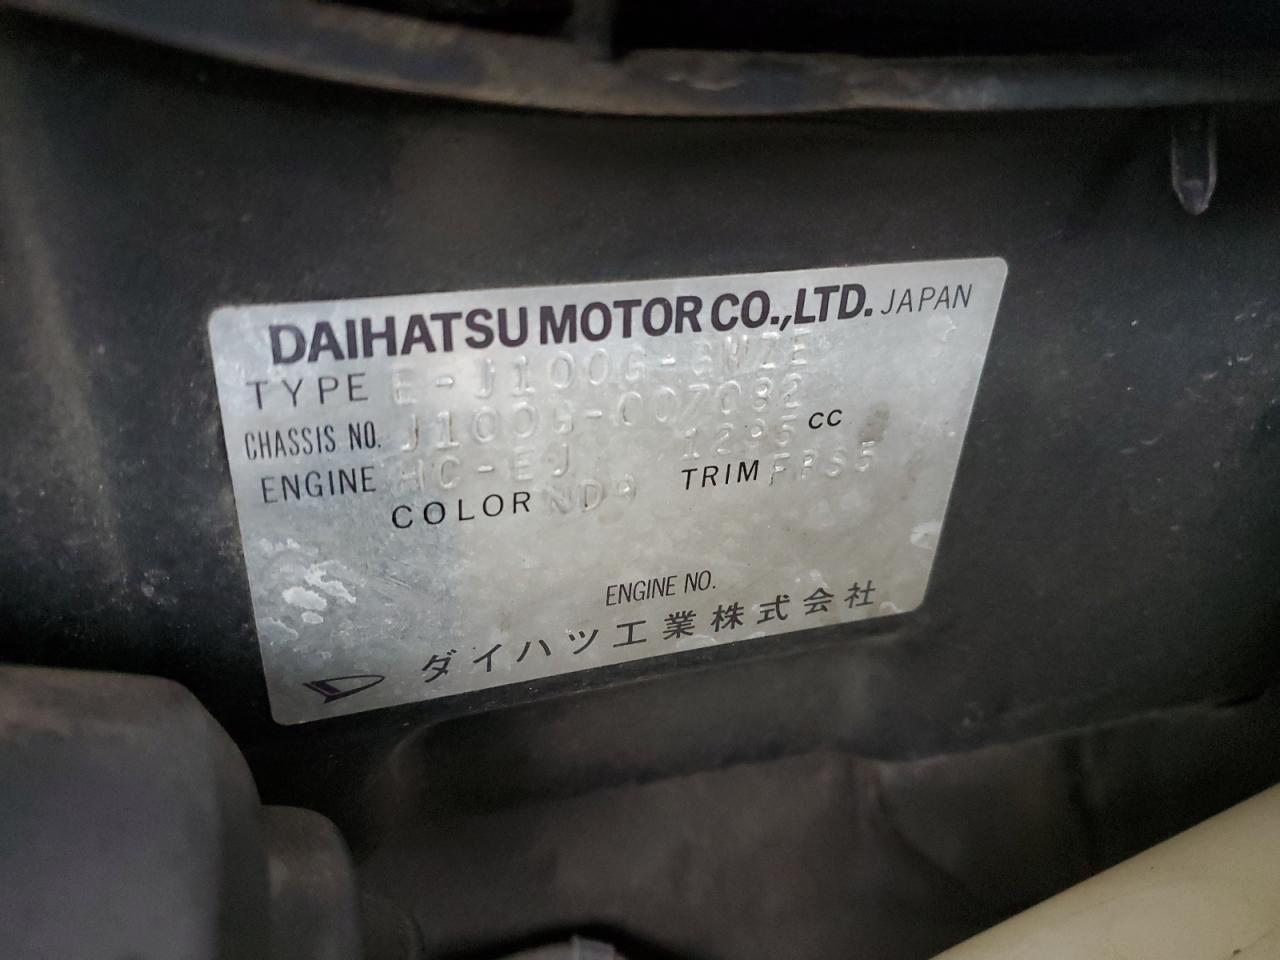 DAIHATSU MOTOR CO.,LTD. JAPAN
TYPE E-J100G-GMZE
CHASSIS NO. J100G-007082
ENGINE HC-EJ 1295 CC
COLOR TRIM
ENGINE NO.
ダイハツ工業株式会社